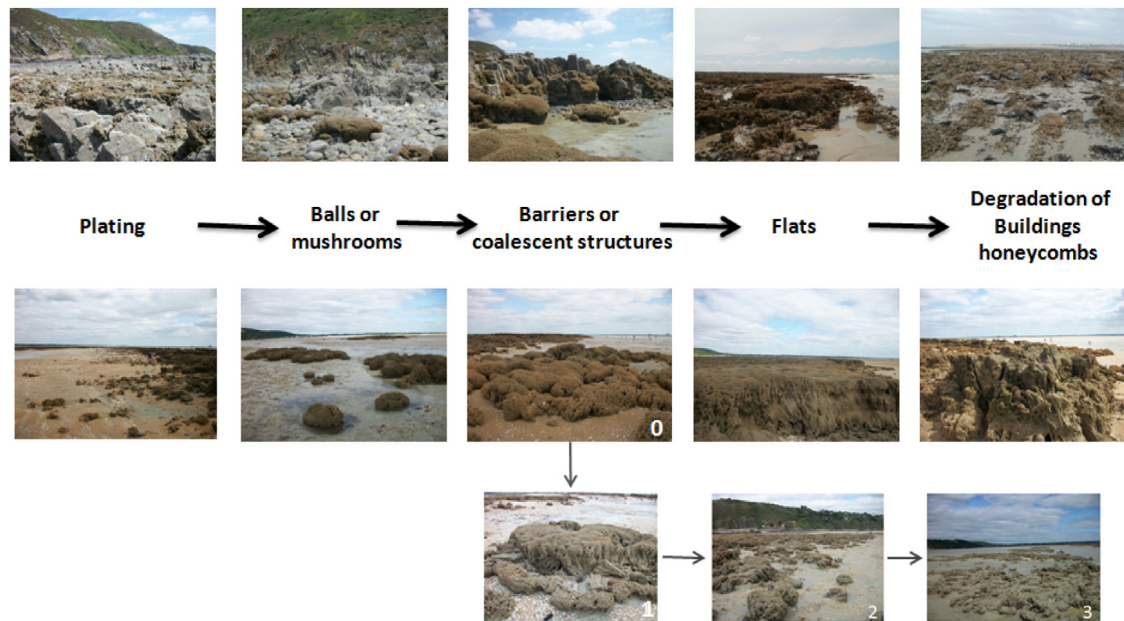 Plating
Balls or
mushrooms
Barriers or
coalescent structures
Flats
Degradation of
Buildings
honeycombs
0
1
2
3